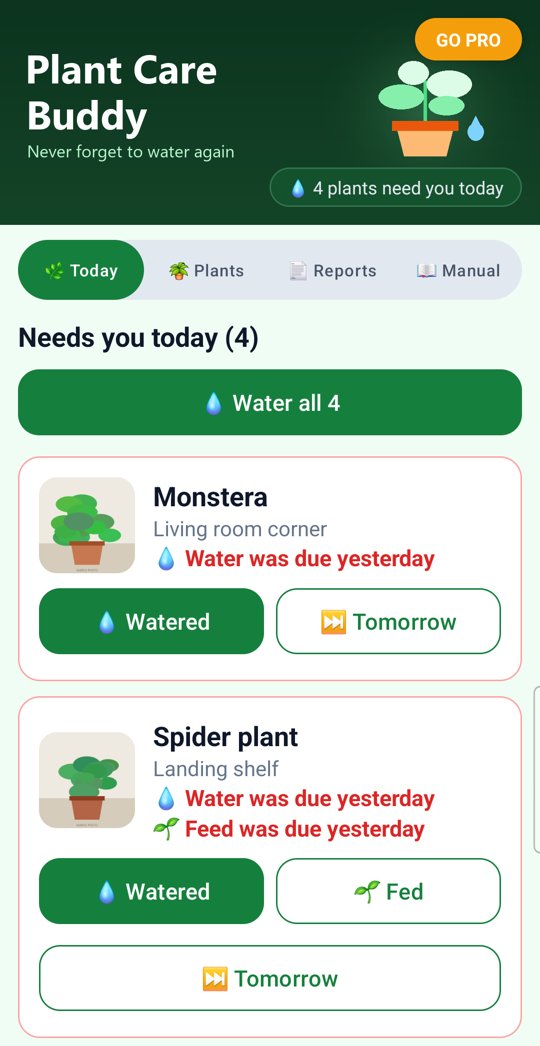 GO PRO
Plant Care
Buddy
Never forget to water again
💧 4 plants need you today
🌿 Today
🪴 Plants
📄 Reports
📖 Manual
Needs you today (4)
💧 Water all 4
Monstera
Living room corner
💧 Water was due yesterday
💧 Watered
⏭️ Tomorrow
Spider plant
Landing shelf
💧 Water was due yesterday
🌱 Feed was due yesterday
💧 Watered
🌱 Fed
⏭️ Tomorrow